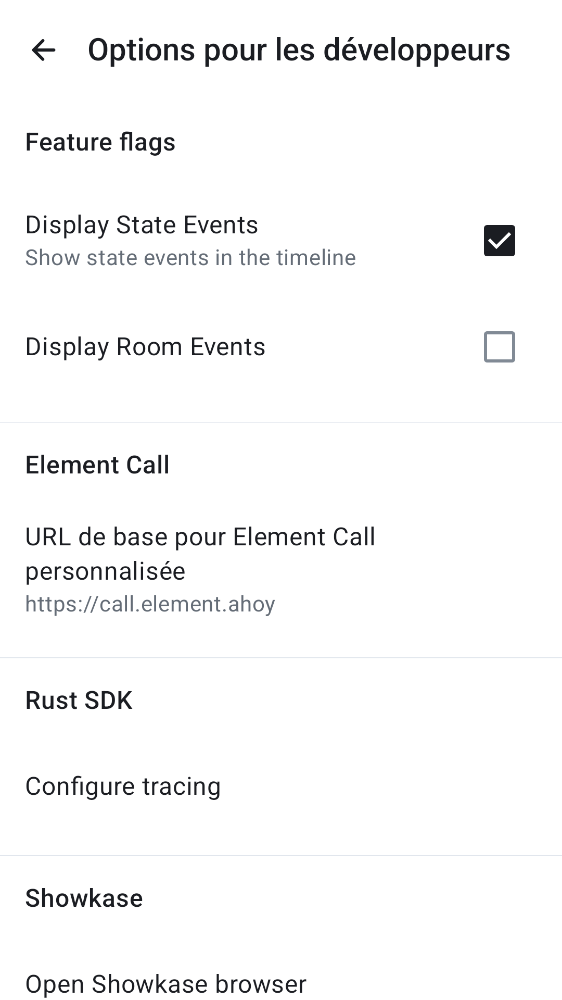 Options pour les développeurs
Feature flags
Display State Events
Show state events in the timeline
Display Room Events
Element Call
URL de base pour Element Call
personnalisée
https://call.element.ahoy
Rust SDK
Configure tracing
Showkase
Open Showkase browser